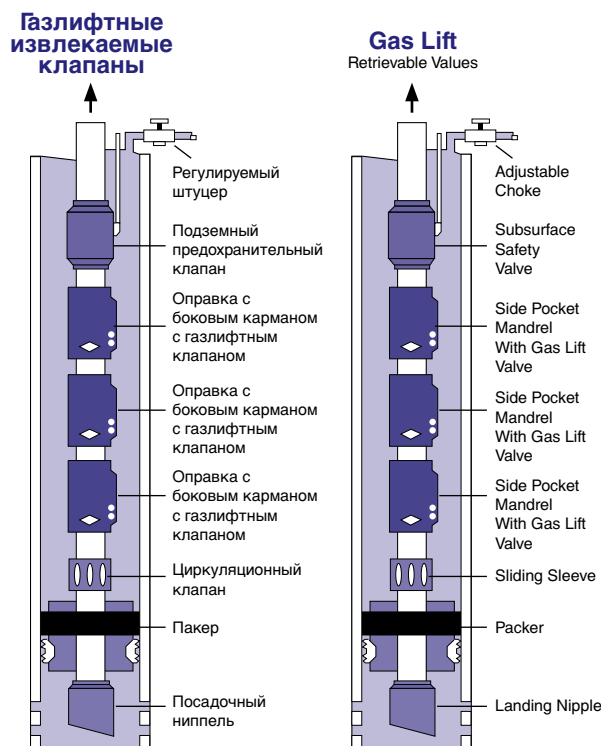 Газлифтные
извлекаемые
клапаны
Регулируемый
штуцер
Подземный
предохранительный
клапан
Оправка с
боковым карманом
с газлифтным
клапаном
Оправка с
боковым карманом
с газлифтным
клапаном
Оправка с
боковым карманом
с газлифтным
клапаном
Циркуляционный
клапан
Пакер
Посадочный
ниппель
Gas Lift
Retrievable Values
Adjustable
Choke
Subsurface
Safety
Valve
Side Pocket
Mandrel
With Gas Lift
Valve
Side Pocket
Mandrel
With Gas Lift
Valve
Side Pocket
Mandrel
With Gas Lift
Valve
Sliding Sleeve
Packer
Landing Nipple